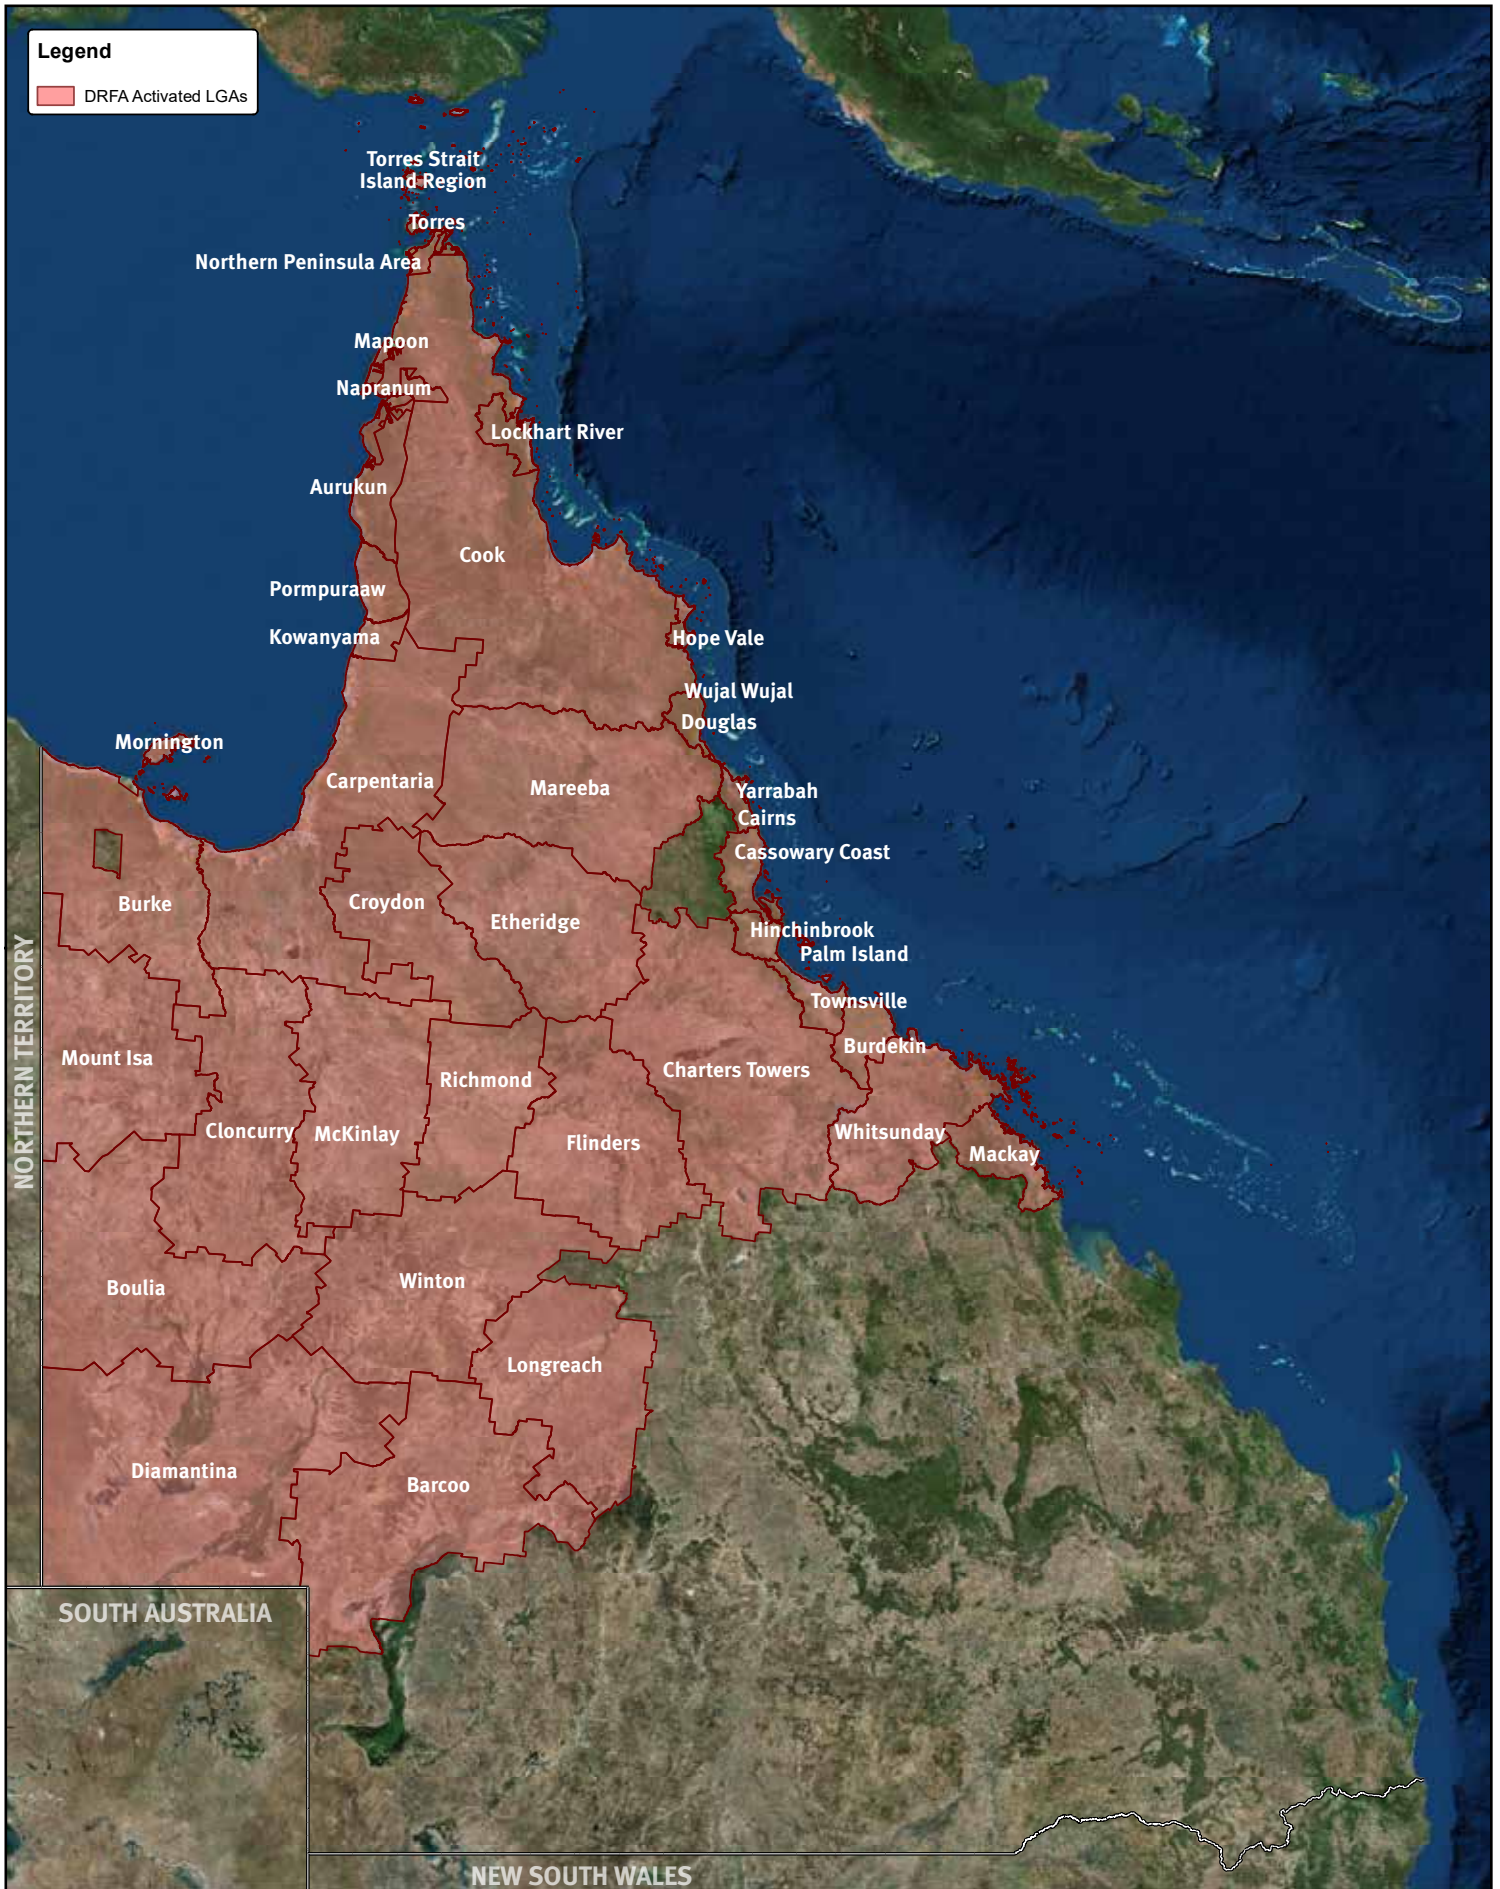 Legend
DRFA Activated LGAs
Torres Strait
Island Region
Torres
Northern Peninsula Area
Mapoon
Napranum
Lockhart River
Aurukun
Cook
Pormpuraaw
Kowanyama
Hope Vale
Wujal Wujal
Douglas
Mornington
Carpentaria
Mareeba
Yarrabah
Cairns
Cassowary Coast
Burke
Croydon
Etheridge
Hinchinbrook
Palm Island
Townsville
NORTHERN TERRITORY
Mount Isa
Burdekin
Charters Towers
Richmond
Cloncurry
McKinlay
Flinders
Whitsunday
Mackay
Boulia
Winton
Longreach
Diamantina
Barcoo
SOUTH AUSTRALIA
NEW SOUTH WALES